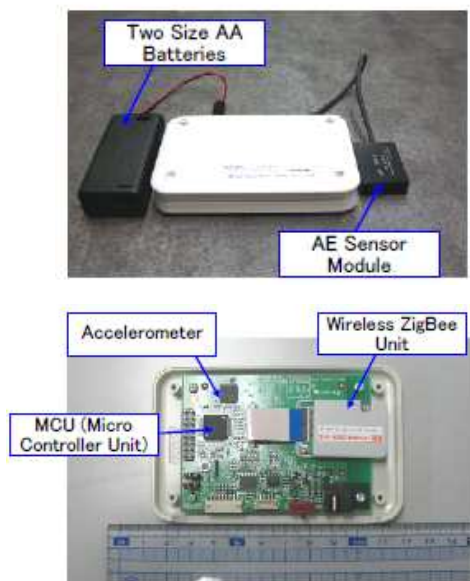 Two Size AA
Batteries
AE Sensor
Module
Accelerometer
Wireless ZigBee
Unit
MCU (Micro
Controller Unit)